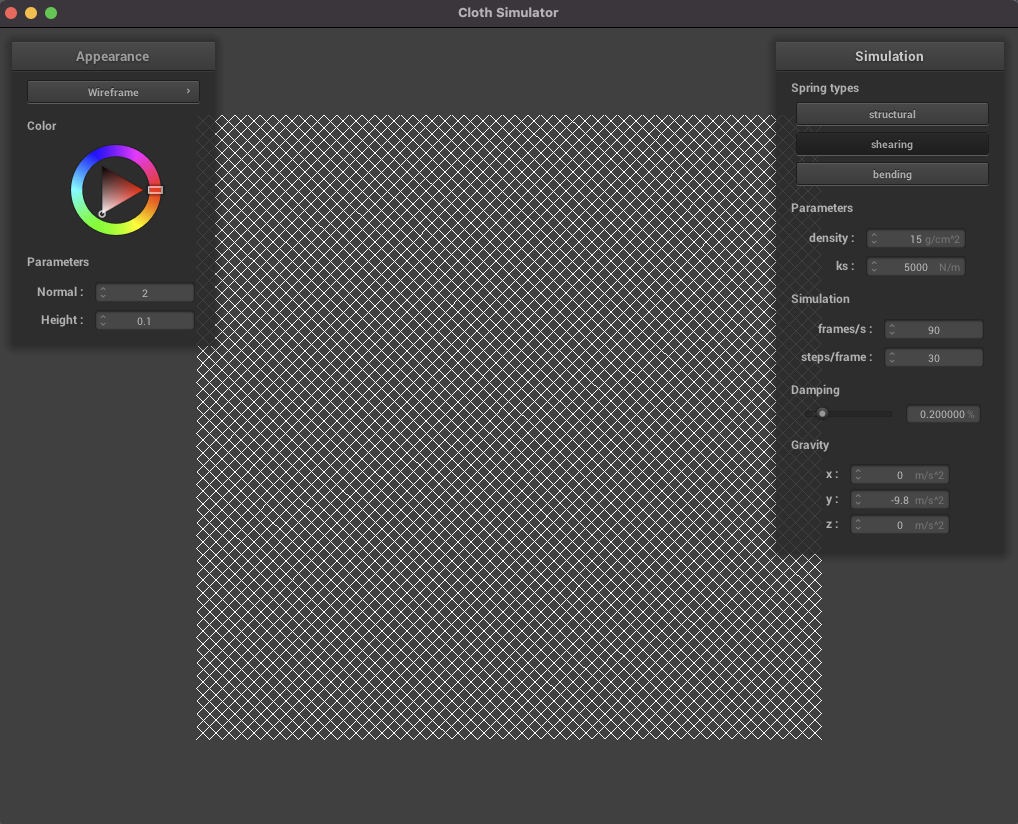 Cloth Simulator
Appearance
Wireframe
Color
Parameters
Normal : 2
Height : 0.1
Simulation
Spring types
structural
shearing
bending
Parameters
density : 15 g/cm^2
ks : 5000 N/m
Simulation
frames/s : 90
steps/frame : 30
Damping
0.200000 %
Gravity
x : 0 m/s^2
y : -9.8 m/s^2
z : 0 m/s^2